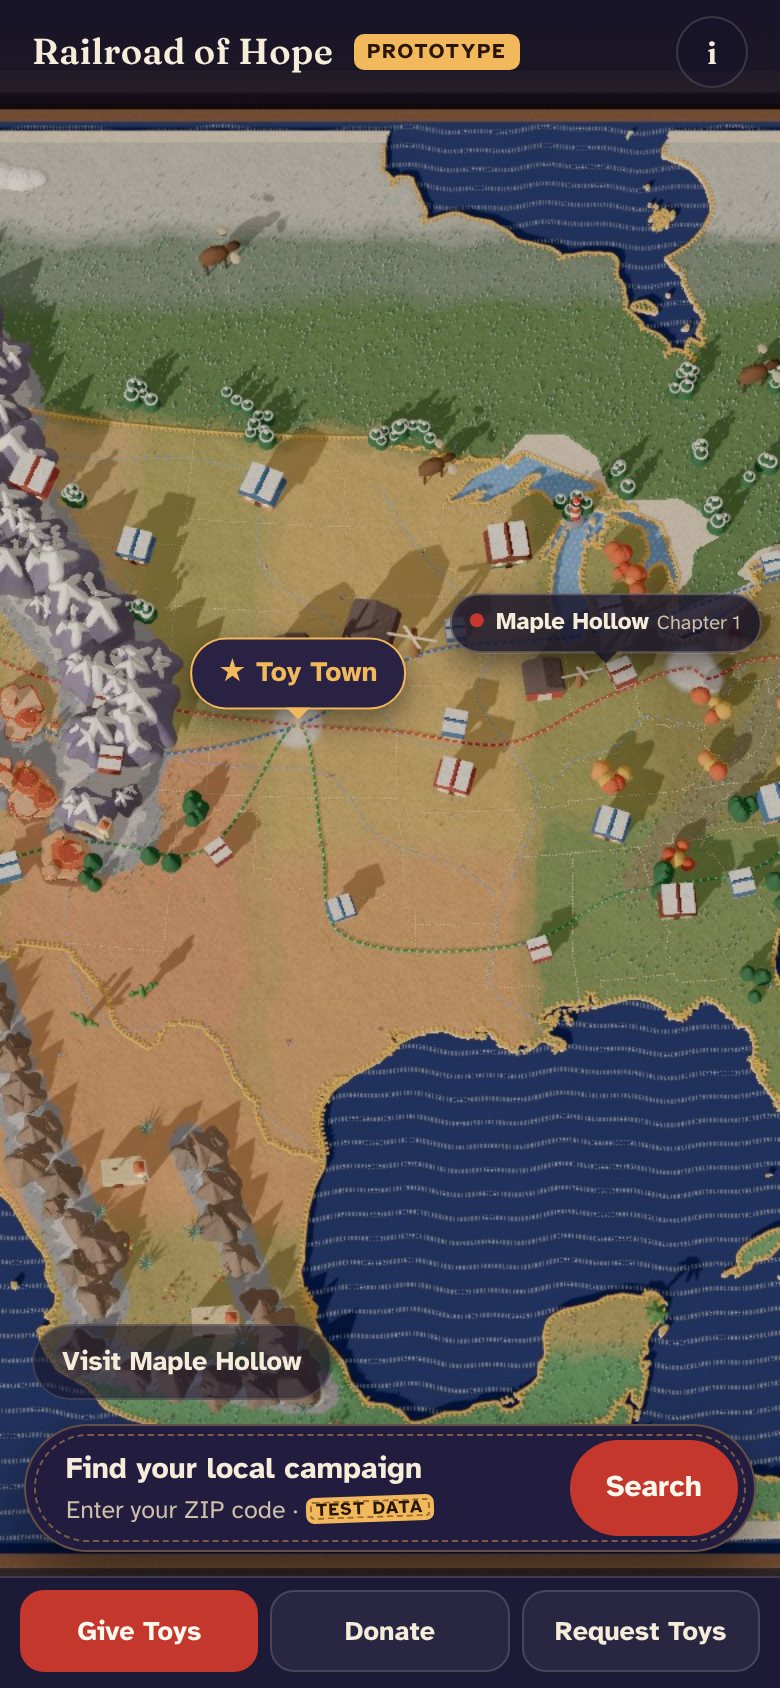 Railroad of Hope PROTOTYPE i
Maple Hollow Chapter 1
★ Toy Town
Visit Maple Hollow
Find your local campaign
Enter your ZIP code · TEST DATA
Search
Give Toys Donate Request Toys